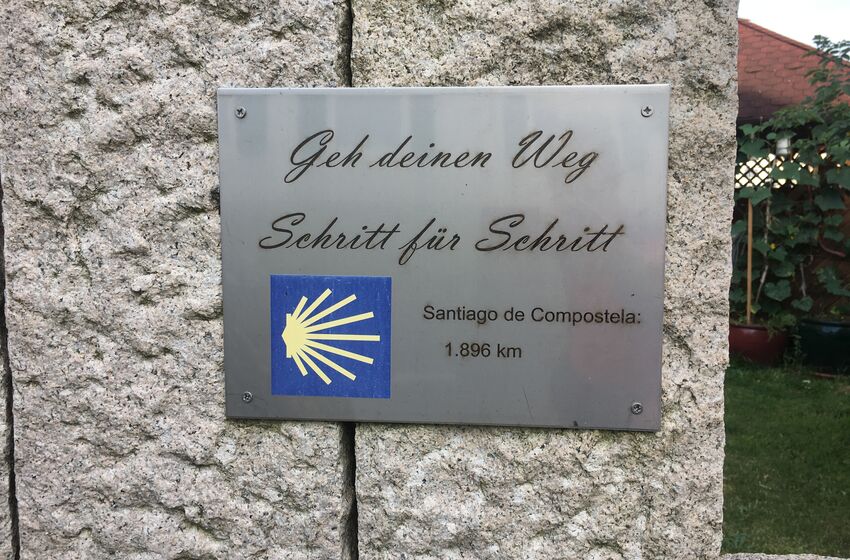 Geh deinen Weg
Schritt für Schritt
Santiago de Compostela:
1.896 km